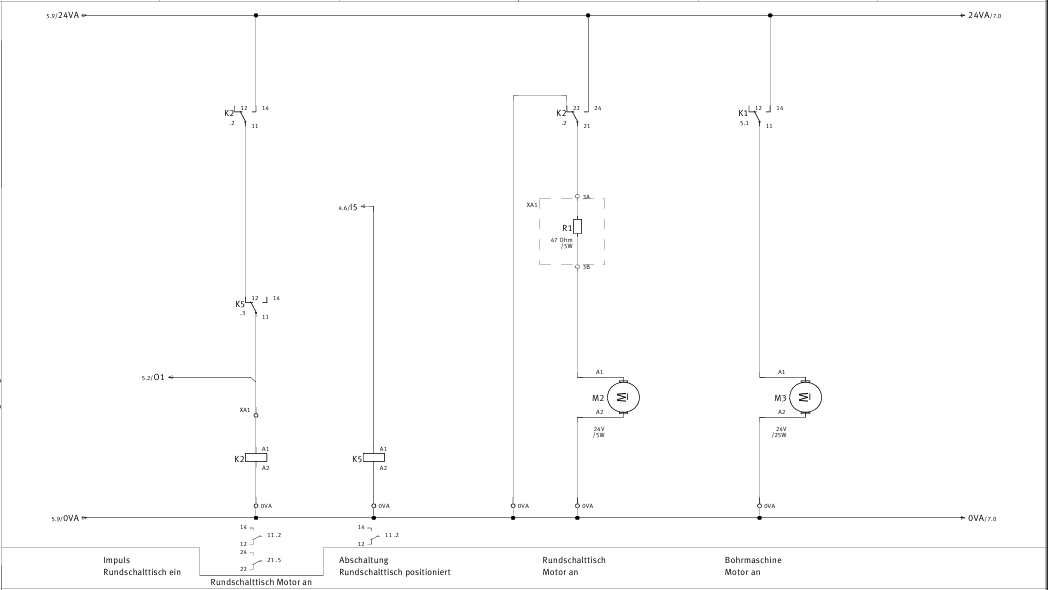 5.9/24VA
24VA/7.0
K2 12 14
.2 11
K2 22 24
.2 21
K1 12 14
5.1 11
4.6/I5
XA1 3A
R1
47 Ohm
/5W
3B
K5 12 14
.3 11
5.2/O1
XA1
A1
M2
A2
24V
/5W
A1
M3
A2
24V
/25W
A1
K2
A2
A1
K5
A2
0VA
0VA
0VA
0VA
0VA
5.9/0VA
0VA/7.0
14
12 11.2
24
22 21.5
14
12 11.2
Impuls
Rundschalttisch ein
Rundschalttisch Motor an
Abschaltung
Rundschalttisch positioniert
Rundschalttisch
Motor an
Bohrmaschine
Motor an